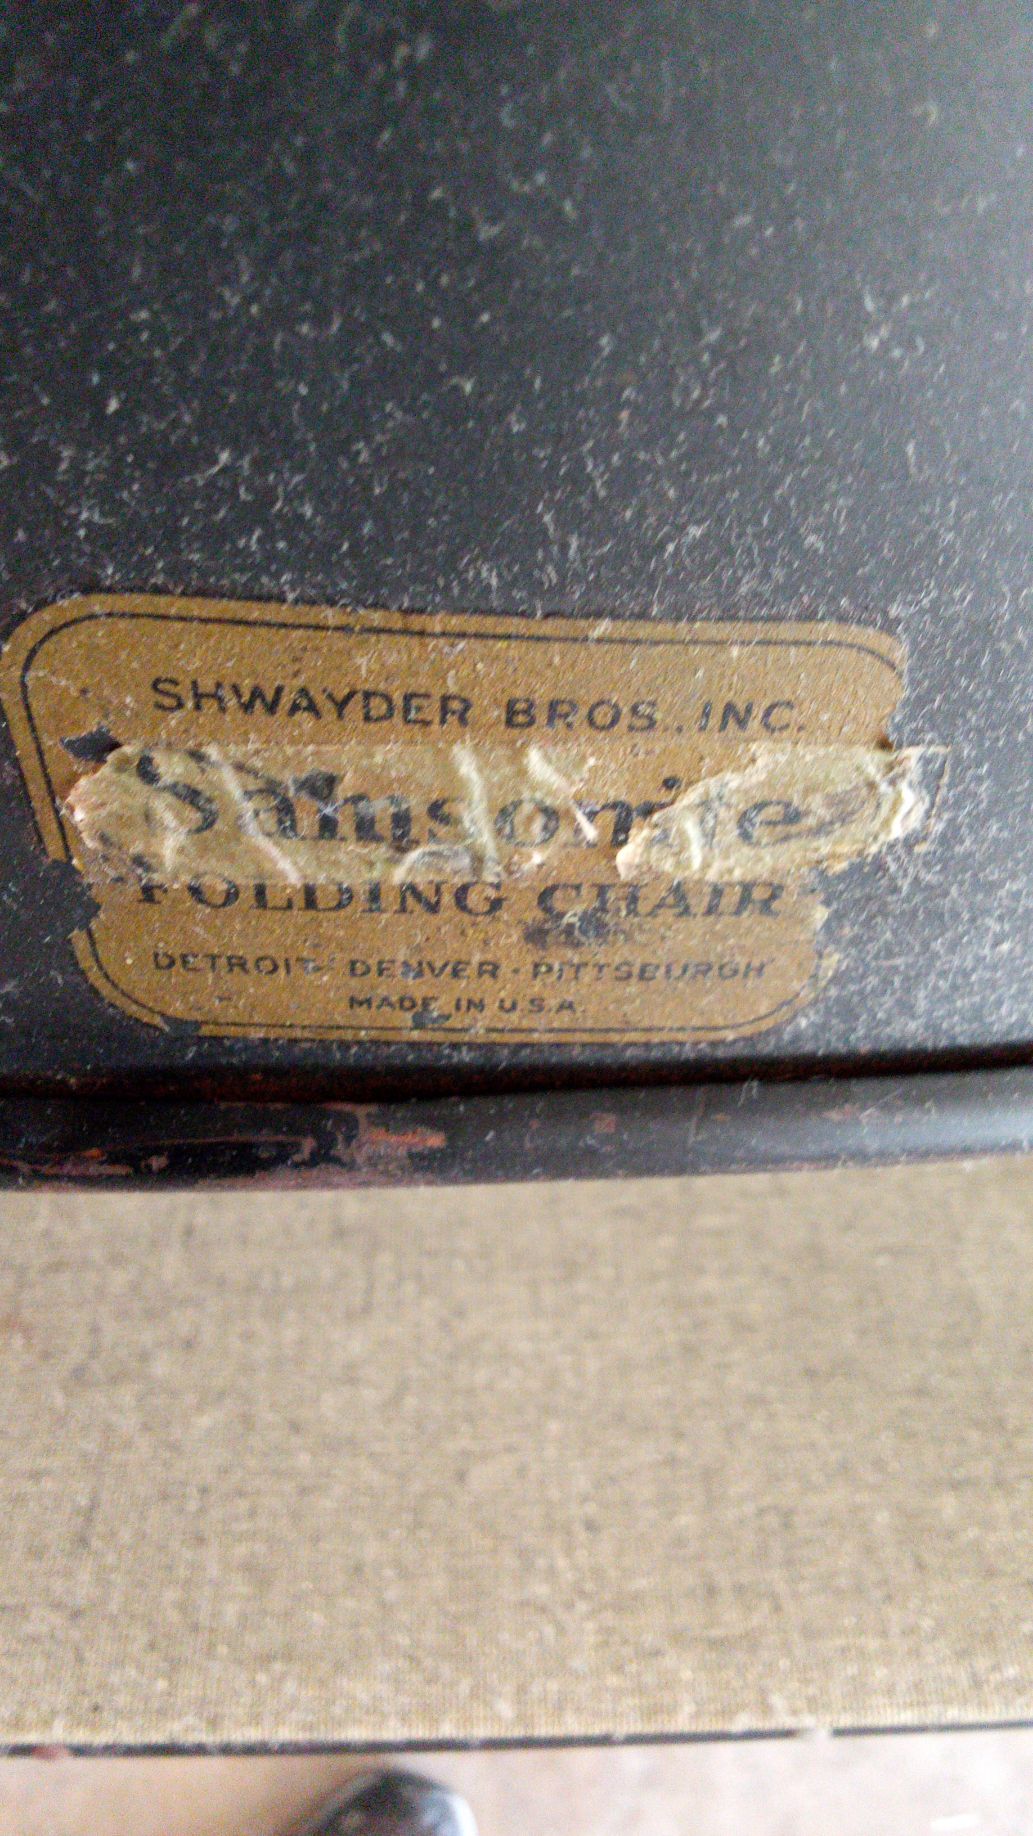 SHWAYDER BROS., INC.
Samsonite
FOLDING CHAIR
DETROIT · DENVER · PITTSBURGH
MADE IN U.S.A.